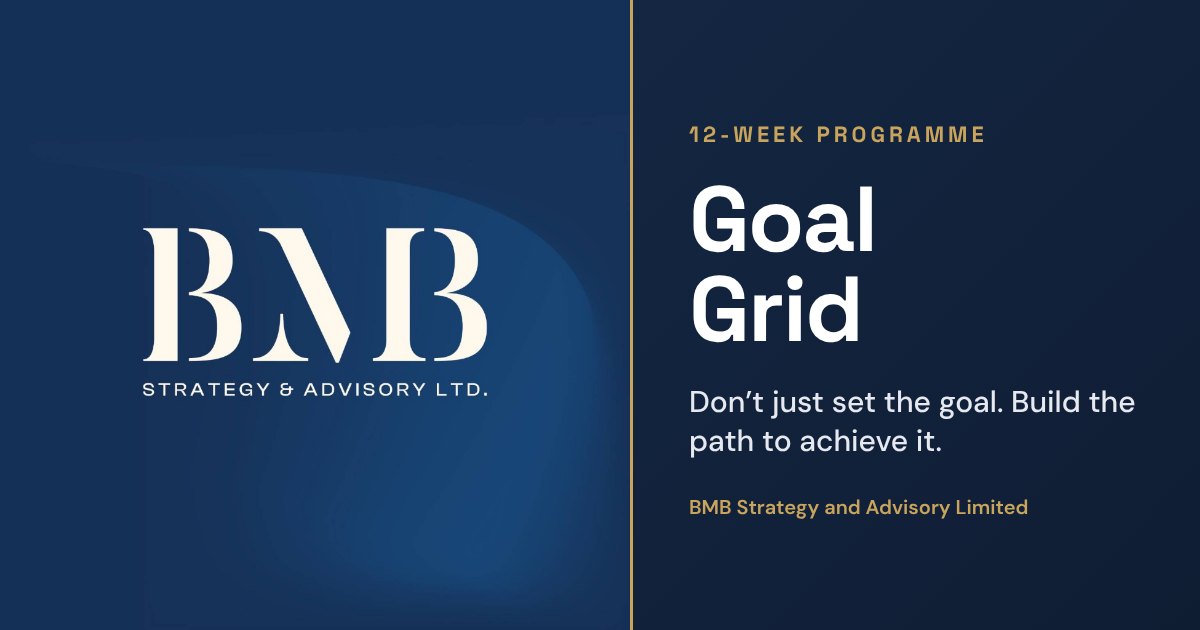 BMB
STRATEGY & ADVISORY LTD.
12-WEEK PROGRAMME
Goal
Grid
Don’t just set the goal. Build the
path to achieve it.
BMB Strategy and Advisory Limited